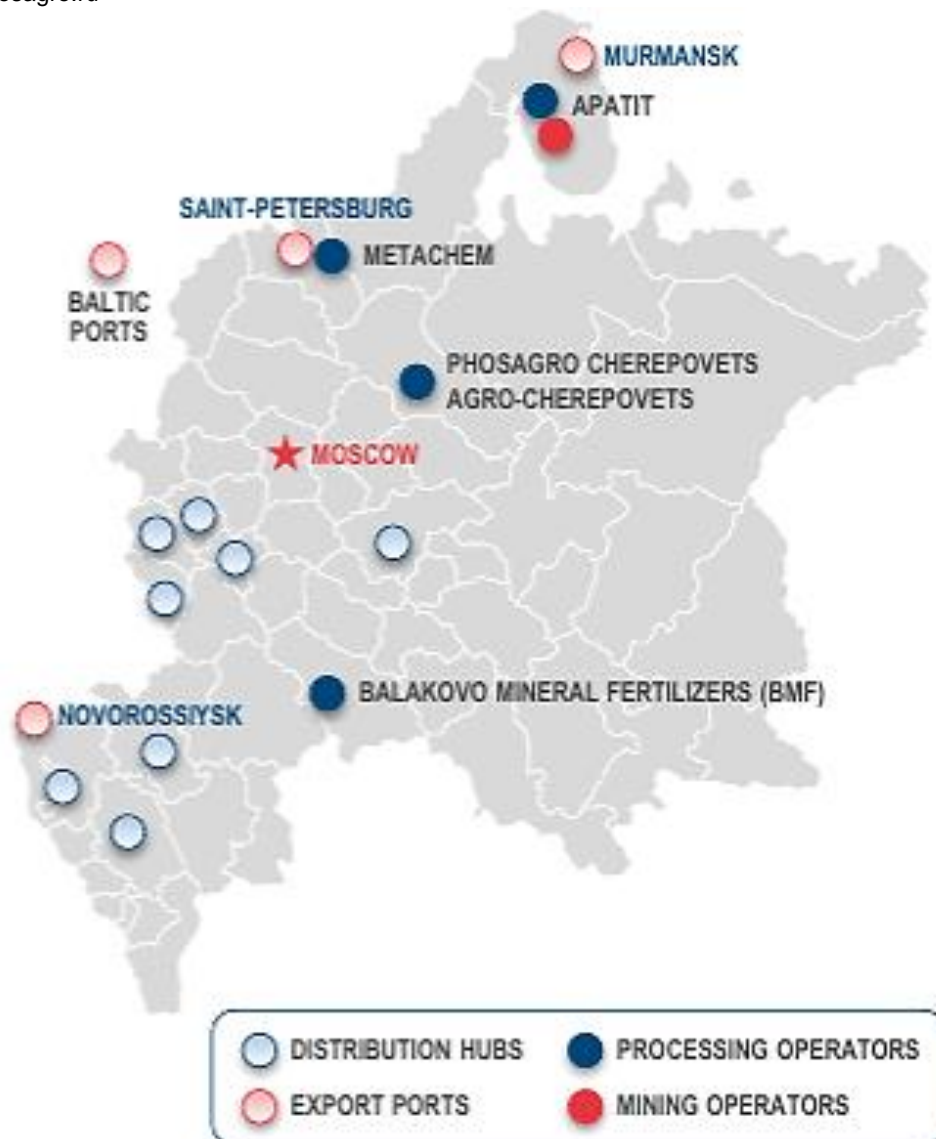 MURMANSK
APATIT
SAINT-PETERSBURG
METACHEM
BALTIC
PORTS
PHOSAGRO CHEREPOVETS
AGRO-CHEREPOVETS
MOSCOW
BALAKOVO MINERAL FERTILIZERS (BMF)
NOVOROSSIYSK
DISTRIBUTION HUBS
PROCESSING OPERATORS
EXPORT PORTS
MINING OPERATORS